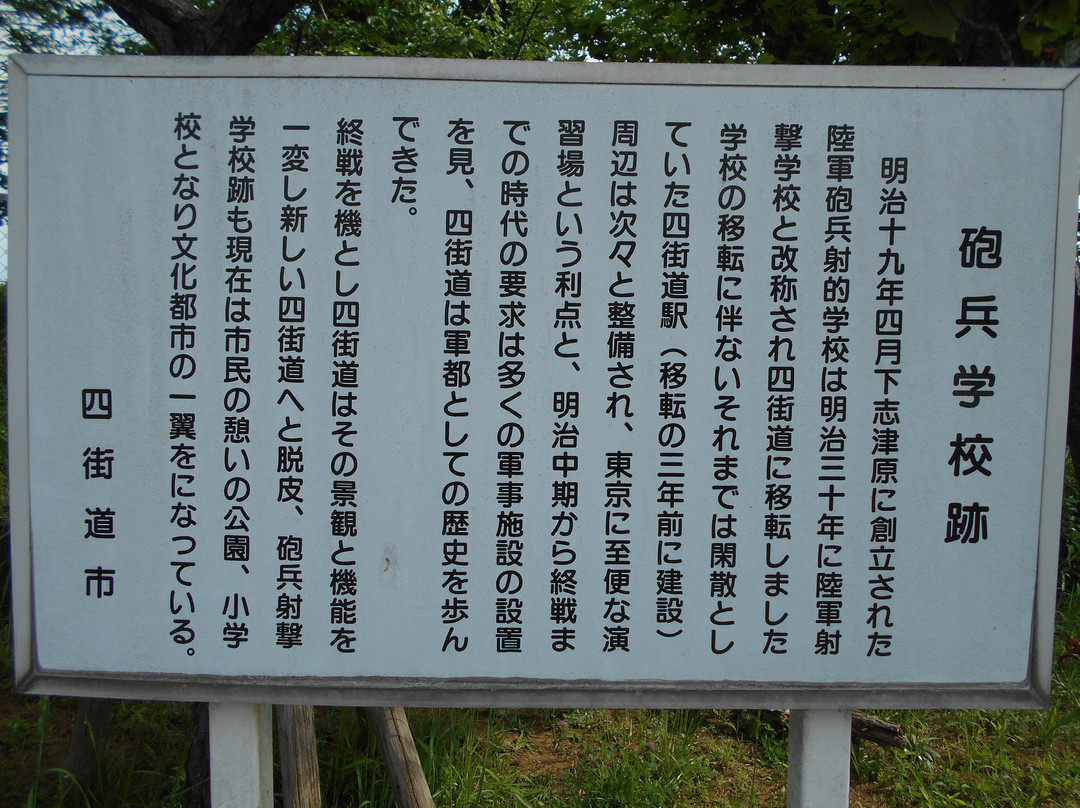 砲兵学校跡
明治十九年四月下志津原に創立された
陸軍砲兵射的学校は明治三十年に陸軍射
撃学校と改称され四街道に移転しました
学校の移転に伴ないそれまでは閑散とし
ていた四街道駅（移転の三年前に建設）
周辺は次々と整備され、東京に至便な演
習場という利点と、明治中期から終戦ま
での時代の要求は多くの軍事施設の設置
を見、四街道は軍都としての歴史を歩ん
できた。
終戦を機とし四街道はその景観と機能を
一変し新しい四街道へと脱皮、砲兵射撃
学校跡も現在は市民の憩いの公園、小学
校となり文化都市の一翼をになつている。
四街道市